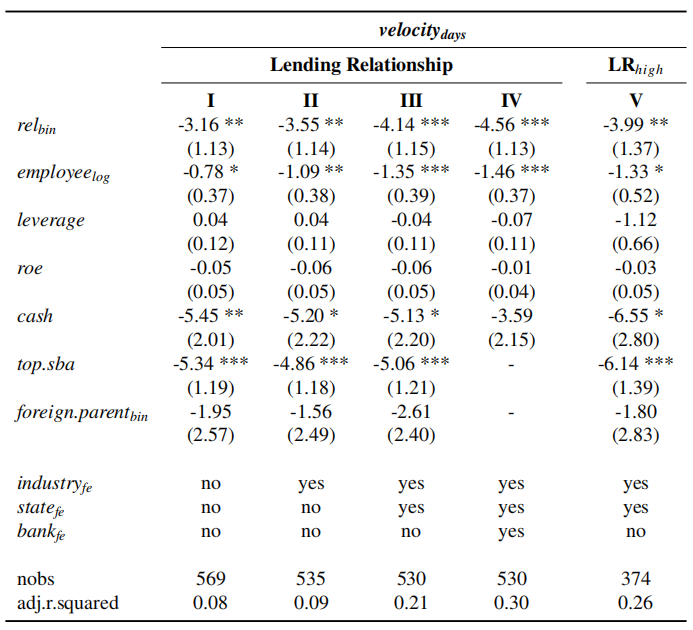 velocity days
Lending Relationship LR high
I II III IV V
rel bin -3.16 ** -3.55 ** -4.14 *** -4.56 *** -3.99 **
(1.13) (1.14) (1.15) (1.13) (1.37)
employee log -0.78 * -1.09 ** -1.35 *** -1.46 *** -1.33 *
(0.37) (0.38) (0.39) (0.37) (0.52)
leverage 0.04 0.04 -0.04 -0.07 -1.12
(0.12) (0.11) (0.11) (0.11) (0.66)
roe -0.05 -0.06 -0.06 -0.01 -0.03
(0.05) (0.05) (0.05) (0.04) (0.05)
cash -5.45 ** -5.20 * -5.13 * -3.59 -6.55 *
(2.01) (2.22) (2.20) (2.15) (2.80)
top.sba -5.34 *** -4.86 *** -5.06 *** - -6.14 ***
(1.19) (1.18) (1.21) (1.39)
foreign.parent bin -1.95 -1.56 -2.61 - -1.80
(2.57) (2.49) (2.40) (2.83)
industry fe no yes yes yes yes
state fe no no yes yes yes
bank fe no no no yes no
nobs 569 535 530 530 374
adj.r.squared 0.08 0.09 0.21 0.30 0.26